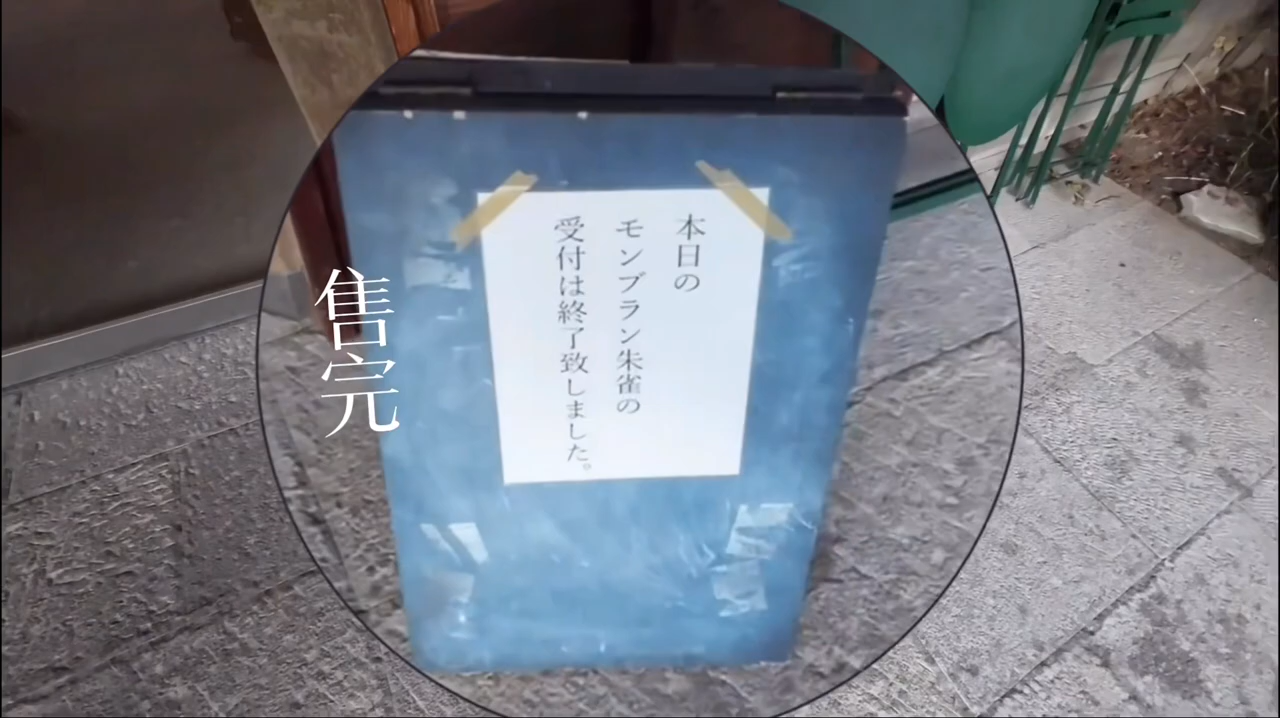 本日の
モンブラン朱雀の
受付は終了致しました。
售完